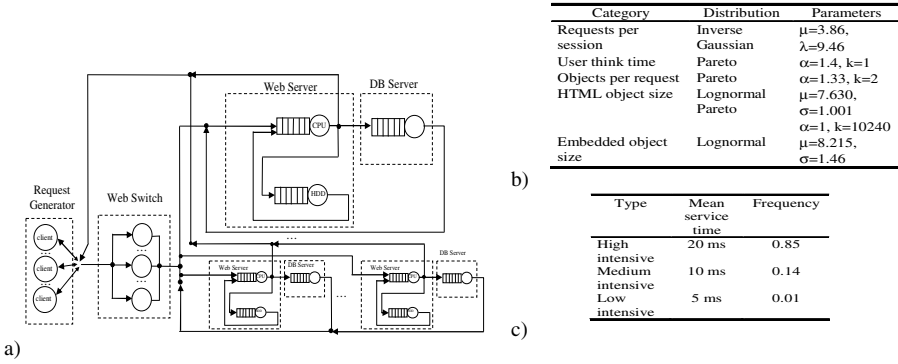 Web Server
DB Server
CPU
HDD
Request
Generator
Web Switch
client
...
client
...
client
...
...
...
Web Server
DB Server
CPU
...
Web Server
DB Server
CPU
a)
Category Distribution Parameters
Requests per Inverse μ=3.86,
session Gaussian λ=9.46
User think time Pareto α=1.4, k=1
Objects per request Pareto α=1.33, k=2
HTML object size Lognormal μ=7.630,
Pareto σ=1.001
α=1, k=10240
Embedded object Lognormal μ=8.215,
size σ=1.46
b)
Type Mean Frequency
service
time
High 20 ms 0.85
intensive
Medium 10 ms 0.14
intensive
Low 5 ms 0.01
intensive
c)